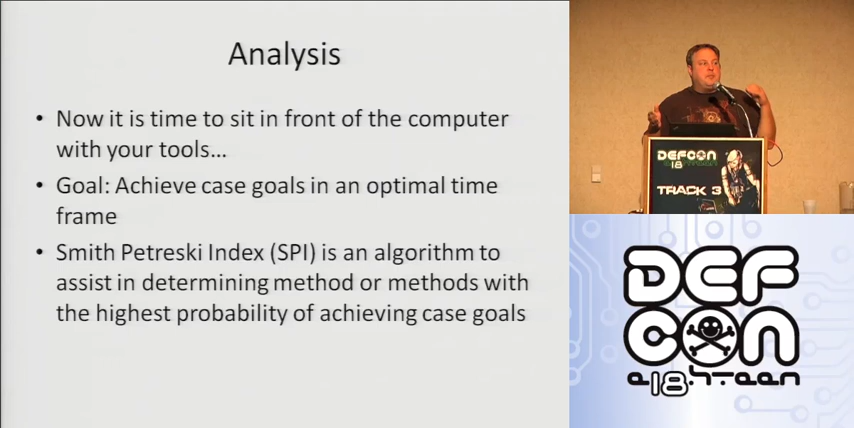 Analysis
• Now it is time to sit in front of the computer
with your tools...
• Goal: Achieve case goals in an optimal time
frame
• Smith Petreski Index (SPI) is an algorithm to
assist in determining method or methods with
the highest probability of achieving case goals
DEFCON
18
TRACK 3
DEF
CON
e18hteen